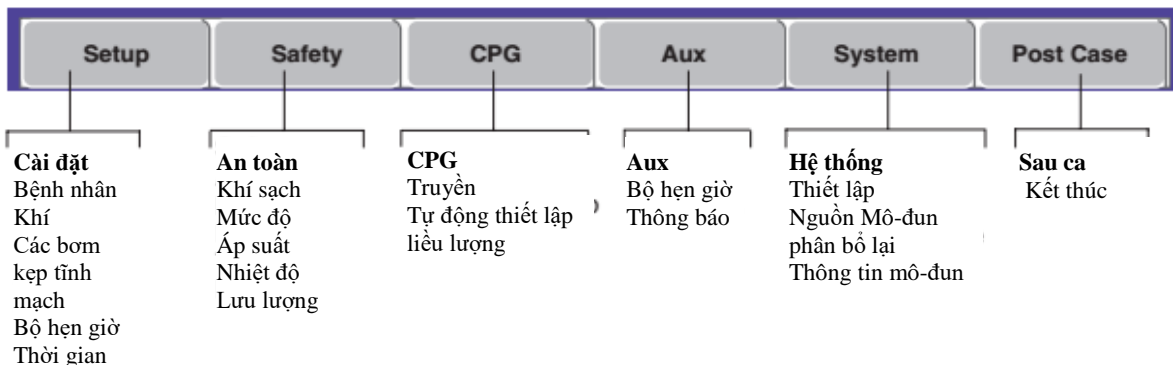 Setup
Safety
CPG
Aux
System
Post Case
Cài đặt
Bệnh nhân
Khí
Các bơm
kẹp tĩnh
mạch
Bộ hẹn giờ
Thời gian
An toàn
Khí sạch
Mức độ
Áp suất
Nhiệt độ
Lưu lượng
CPG
Truyền
Tự động thiết lập
liều lượng
Aux
Bộ hẹn giờ
Thông báo
Hệ thống
Thiết lập
Nguồn Mô-đun
phân bổ lại
Thông tin mô-đun
Sau ca
Kết thúc